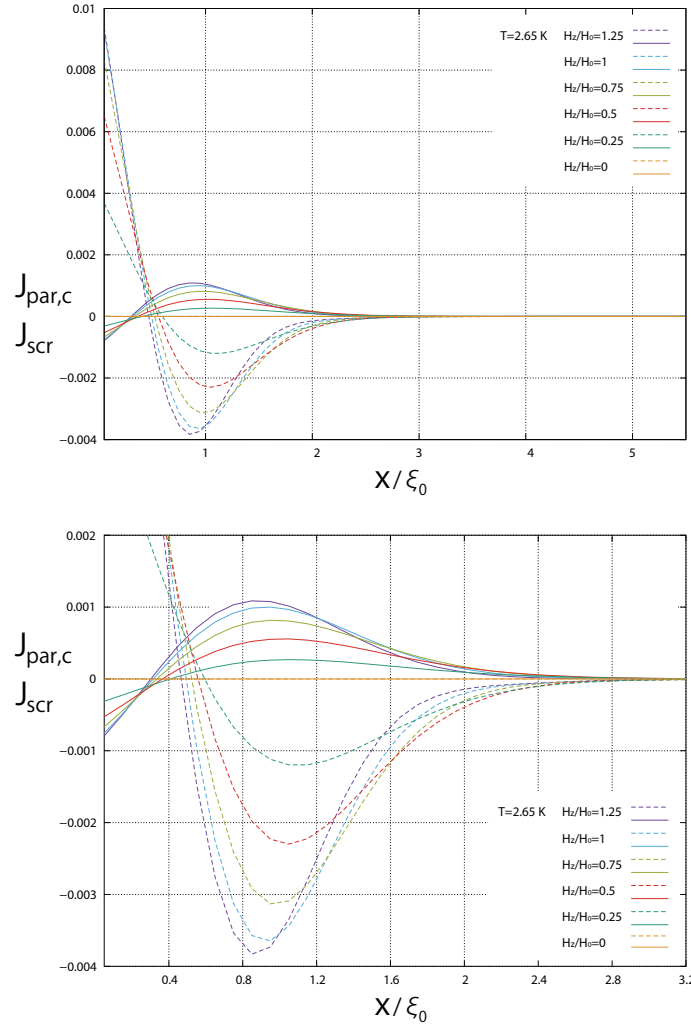 0.01
0.008
0.006
0.004
0.002
0
−0.002
−0.004
J par,c
J scr
T=2.65 K Hz/H₀=1.25
Hz/H₀=1
Hz/H₀=0.75
Hz/H₀=0.5
Hz/H₀=0.25
Hz/H₀=0
1 2 3 4 5
X/ξ₀
0.002
0.001
0
−0.001
−0.002
−0.003
−0.004
J par,c
J scr
T=2.65 K Hz/H₀=1.25
Hz/H₀=1
Hz/H₀=0.75
Hz/H₀=0.5
Hz/H₀=0.25
Hz/H₀=0
0.4 0.8 1.2 1.6 2 2.4 2.8 3.2
X/ξ₀